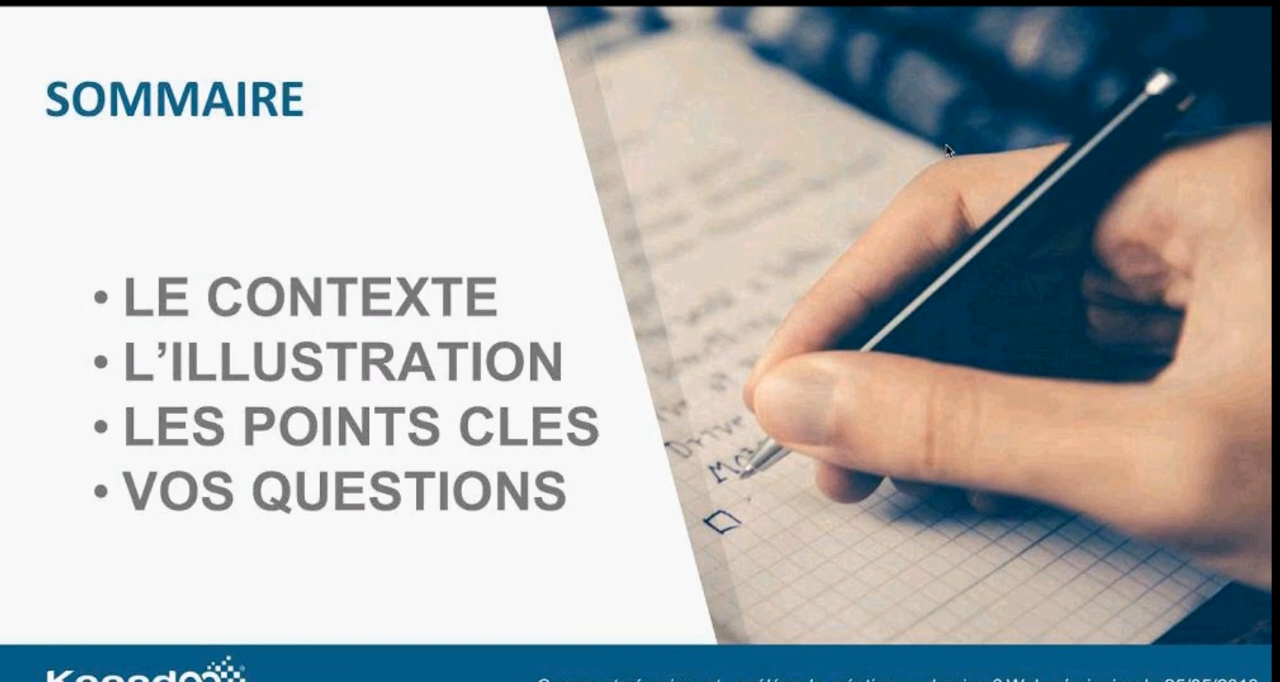 SOMMAIRE
• LE CONTEXTE
• L'ILLUSTRATION
• LES POINTS CLES
• VOS QUESTIONS